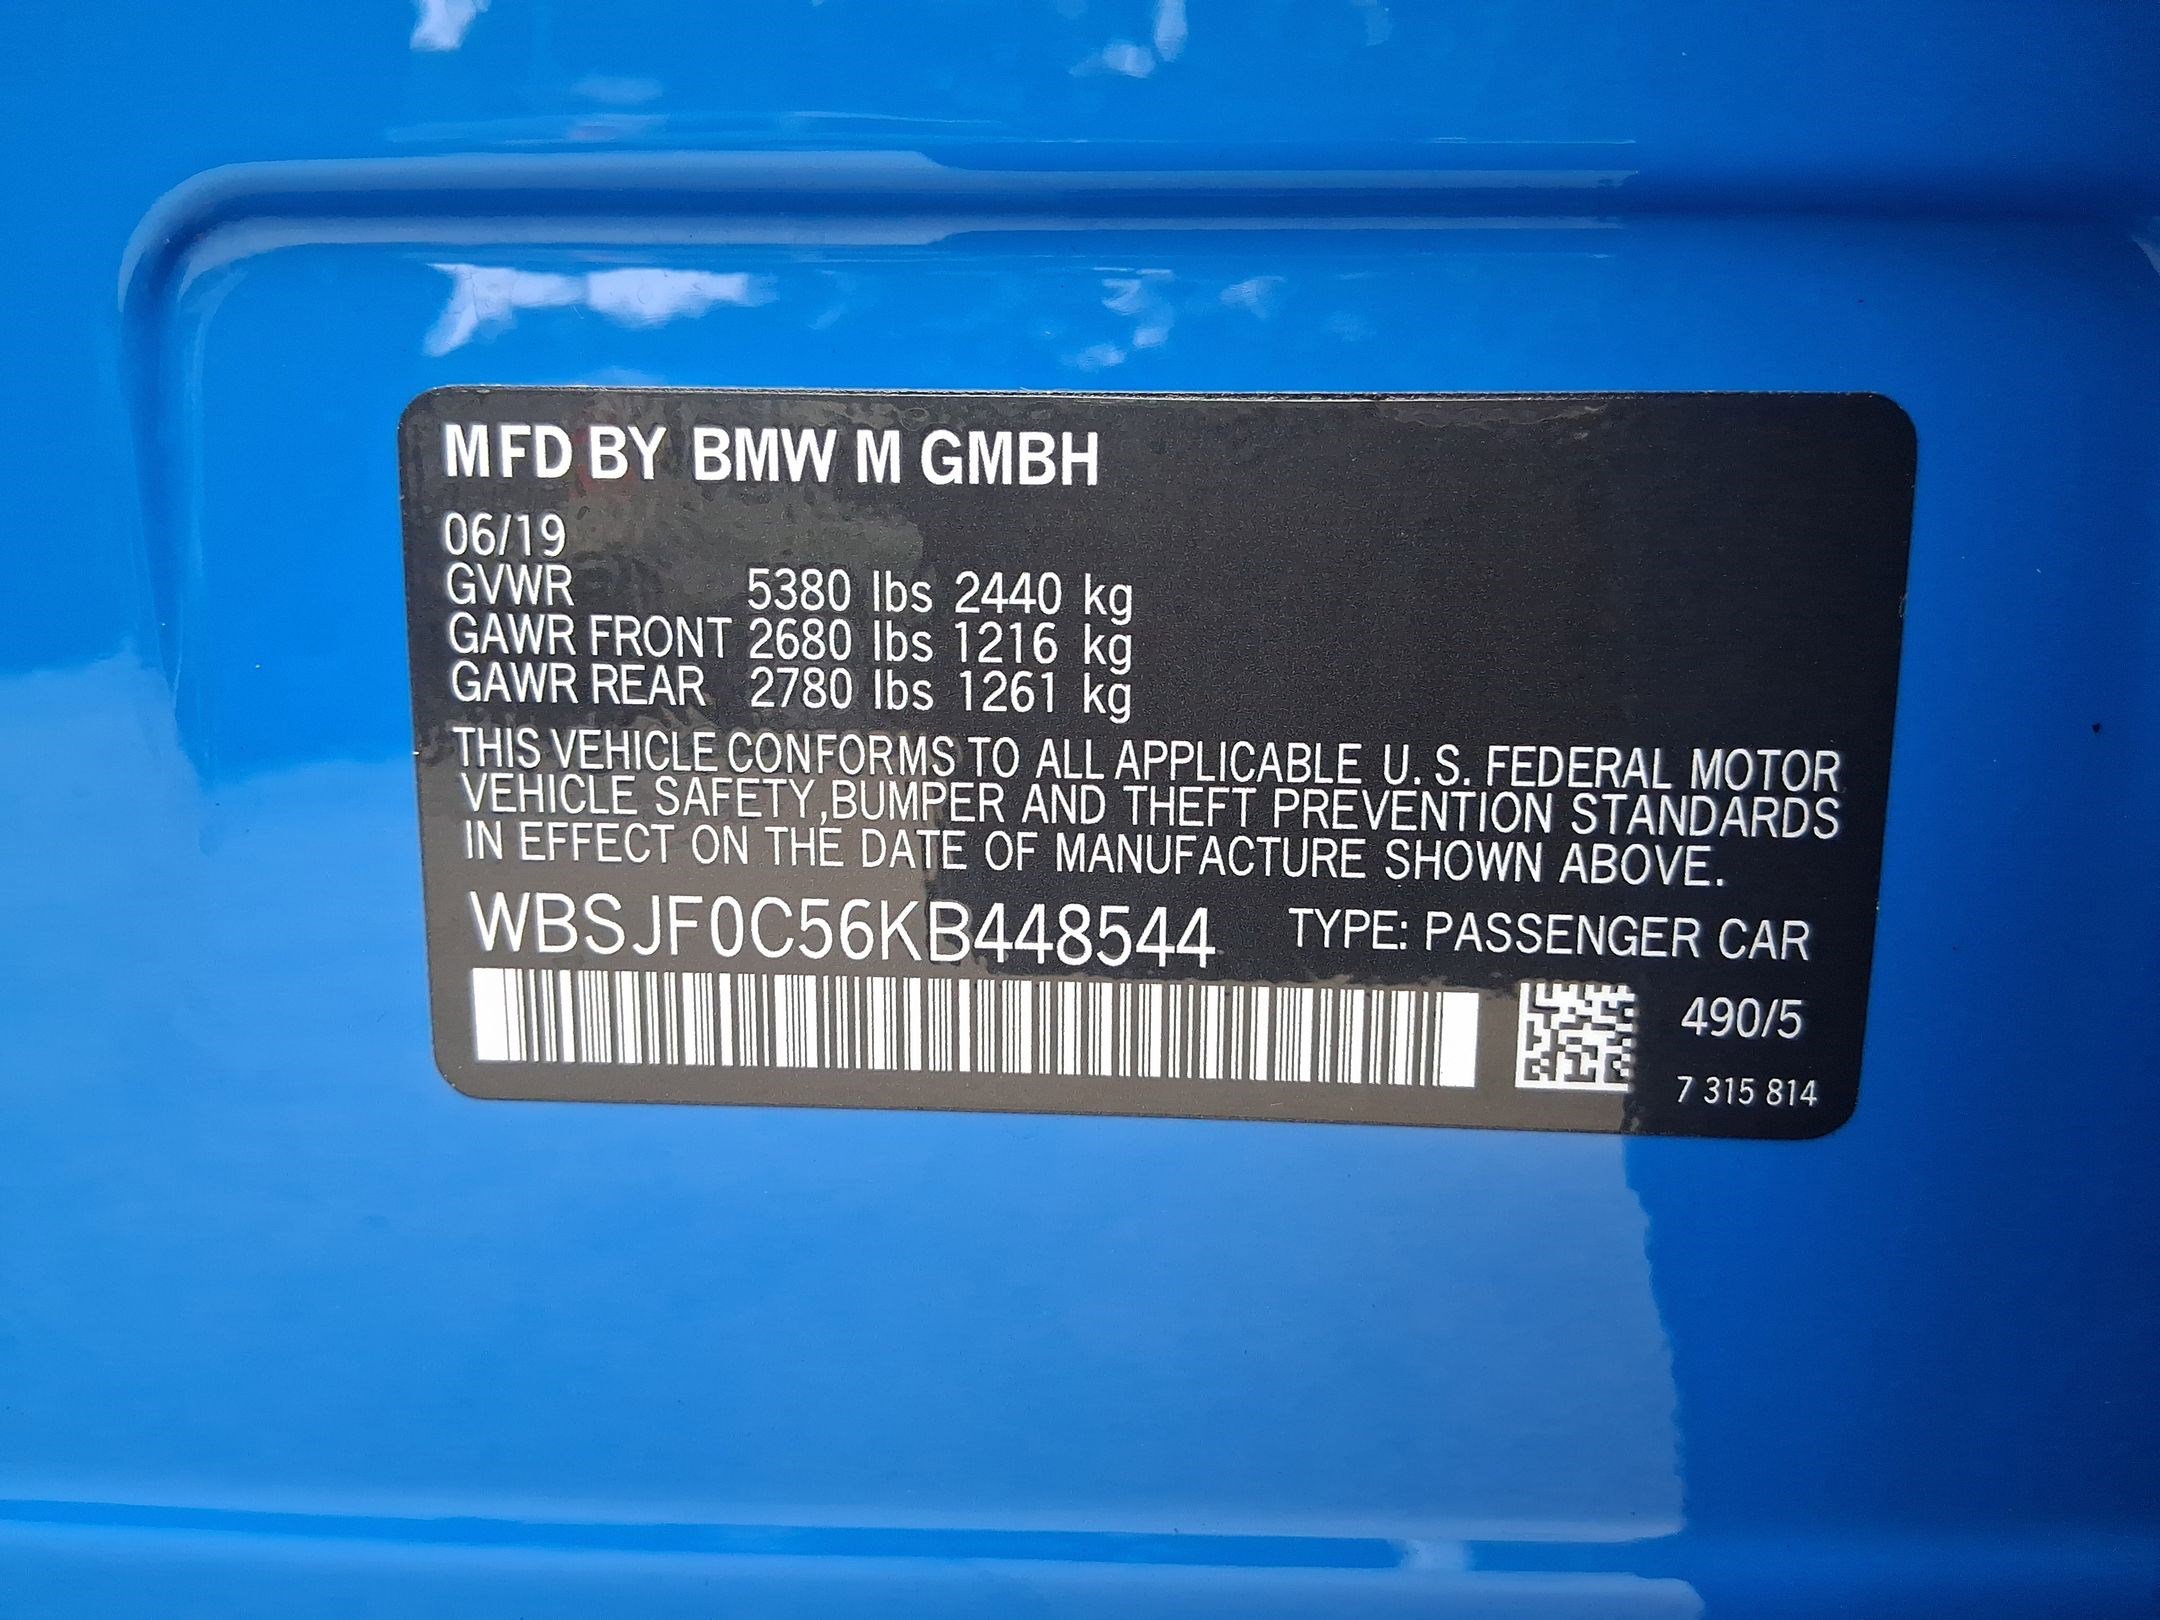 MFD BY BMW M GMBH
06/19
GVWR 5380 lbs 2440 kg
GAWR FRONT 2680 lbs 1216 kg
GAWR REAR 2780 lbs 1261 kg
THIS VEHICLE CONFORMS TO ALL APPLICABLE U. S. FEDERAL MOTOR
VEHICLE SAFETY,BUMPER AND THEFT PREVENTION STANDARDS
IN EFFECT ON THE DATE OF MANUFACTURE SHOWN ABOVE.
WBSJF0C56KB448544 TYPE: PASSENGER CAR
490/5
7 315 814